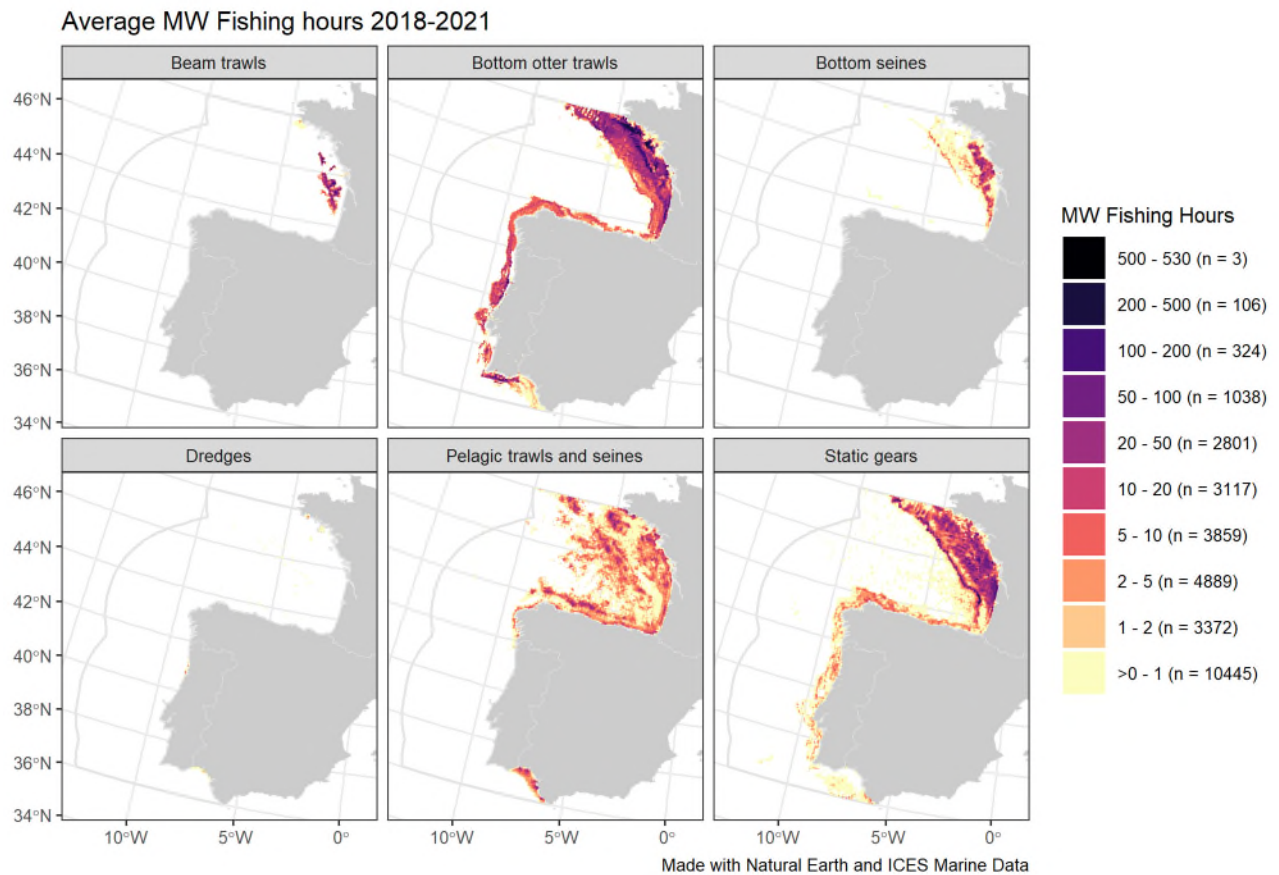 Average MW Fishing hours 2018-2021
Beam trawls
Bottom otter trawls
Bottom seines
46°N
44°N
42°N
40°N
38°N
36°N
34°N
Dredges
Pelagic trawls and seines
Static gears
46°N
44°N
42°N
40°N
38°N
36°N
34°N
10°W
5°W
0°
10°W
5°W
0°
10°W
5°W
0°
MW Fishing Hours
500 - 530 (n = 3)
200 - 500 (n = 106)
100 - 200 (n = 324)
50 - 100 (n = 1038)
20 - 50 (n = 2801)
10 - 20 (n = 3117)
5 - 10 (n = 3859)
2 - 5 (n = 4889)
1 - 2 (n = 3372)
>0 - 1 (n = 10445)
Made with Natural Earth and ICES Marine Data